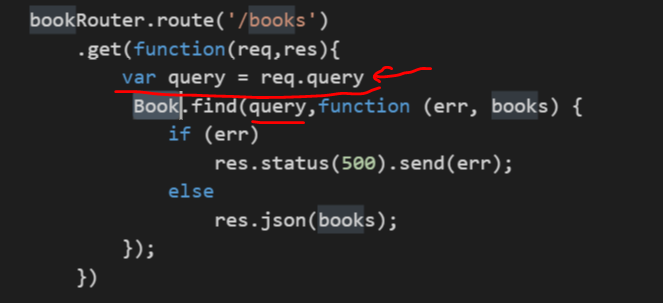 bookRouter.route('/books')
.get(function(req,res){
var query = req.query
Book.find(query,function (err, books) {
if (err)
res.status(500).send(err);
else
res.json(books);
});
})